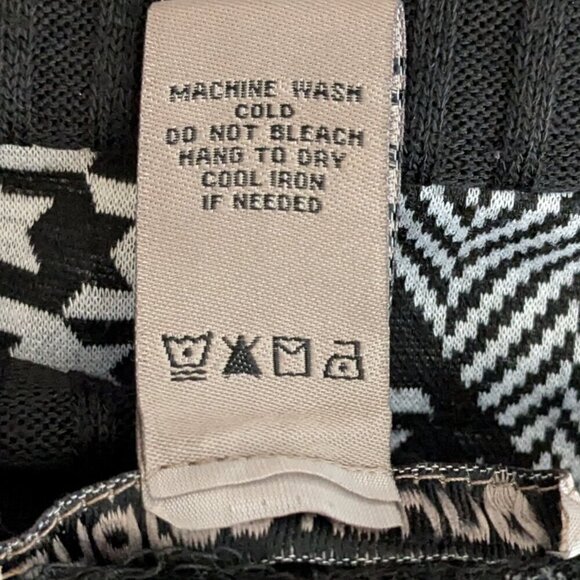 MACHINE WASH
COLD
DO NOT BLEACH
HANG TO DRY
COOL IRON
IF NEEDED